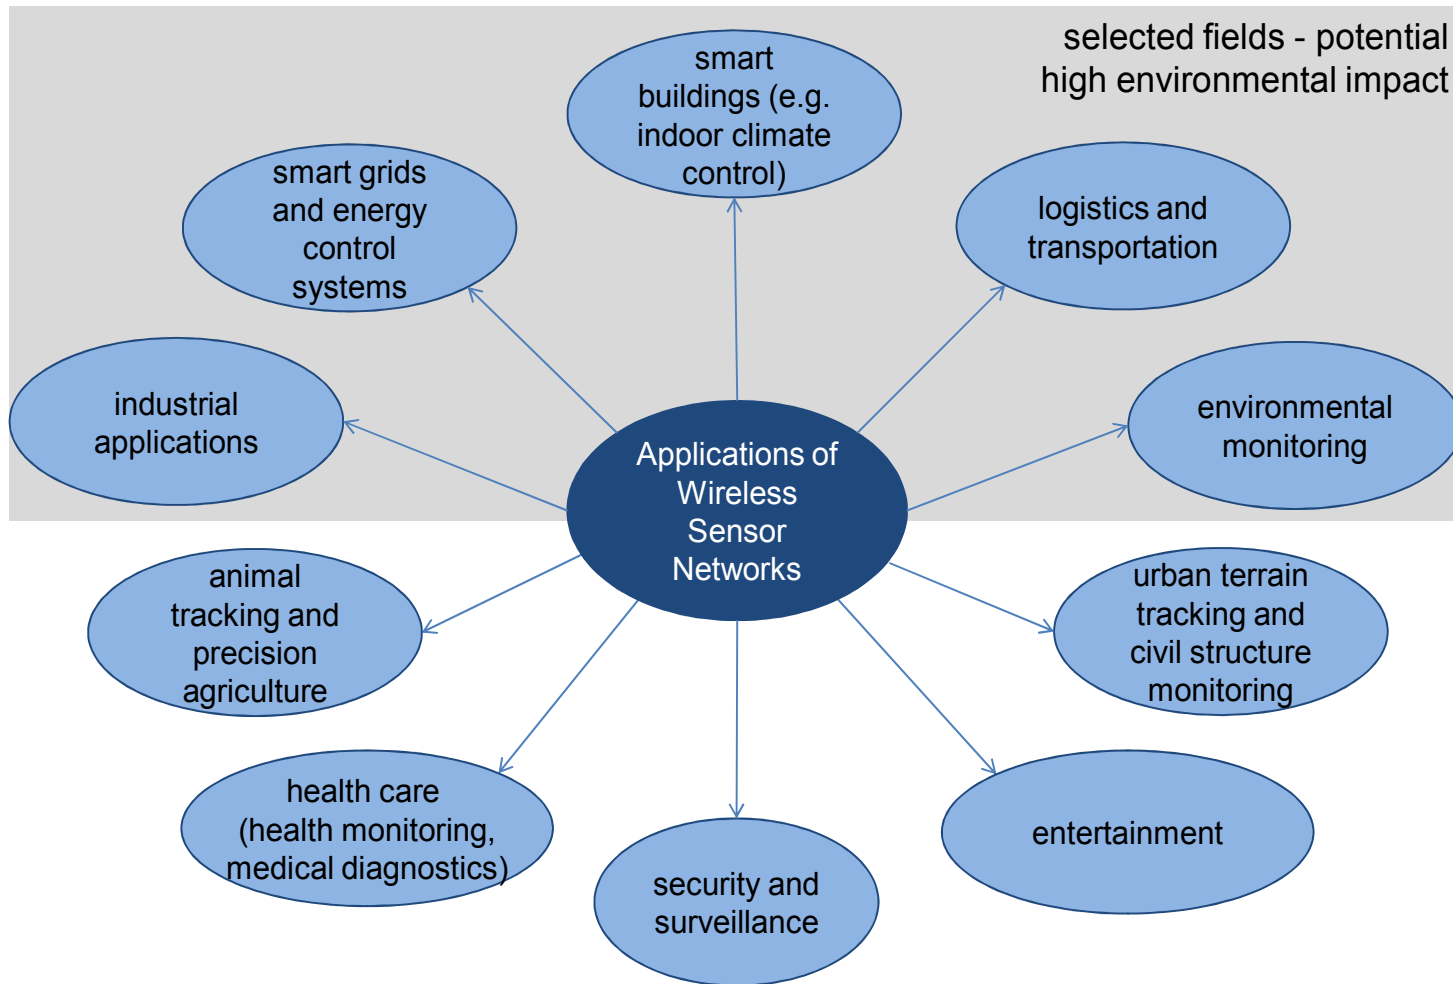 selected fields - potential
high environmental impact
smart
buildings (e.g.
indoor climate
control)
smart grids
and energy
control
systems
logistics and
transportation
industrial
applications
environmental
monitoring
Applications of
Wireless
Sensor
Networks
animal
tracking and
precision
agriculture
urban terrain
tracking and
civil structure
monitoring
health care
(health monitoring,
medical diagnostics)
security and
surveillance
entertainment